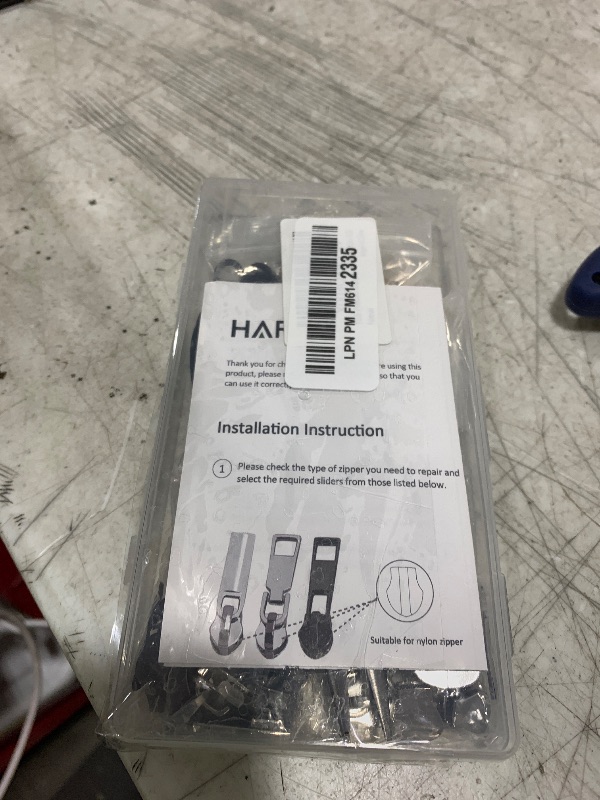 LPN PM FM614 2335
HAR
Thank you for ch re using this
product, please so that you
can use it correct
Installation Instruction
1 Please check the type of zipper you need to repair and
select the required sliders from those listed below.
Suitable for nylon zipper